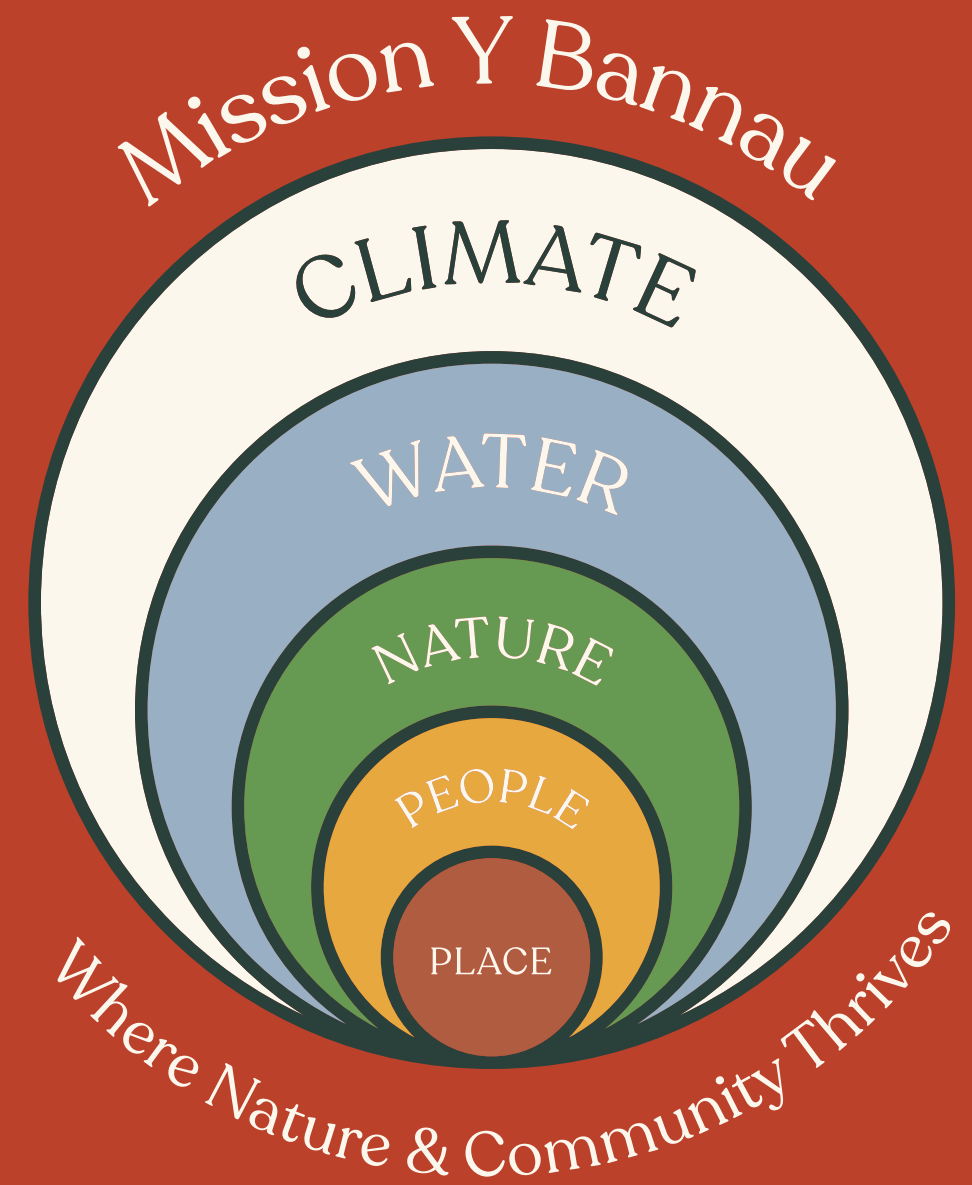 Mission Y Bannau
CLIMATE
WATER
NATURE
PEOPLE
PLACE
Where Nature & Community Thrives